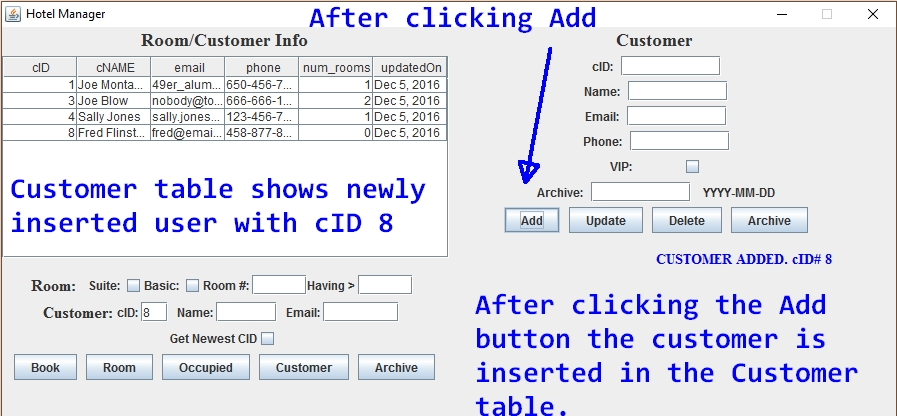 Hotel Manager
After clicking Add
Room/Customer Info
cID cNAME email phone num_rooms updatedOn
1 Joe Monta... 49er_alum... 650-456-7... 1 Dec 5, 2016
3 Joe Blow nobody@to... 666-666-1... 2 Dec 5, 2016
4 Sally Jones sally.jones... 123-456-7... 1 Dec 5, 2016
8 Fred Flinst... fred@emai... 458-877-8... 0 Dec 5, 2016
Customer table shows newly
inserted user with cID 8
Room: Suite: Basic: Room #: Having >
Customer: cID: 8 Name: Email:
Get Newest CID
Book Room Occupied Customer Archive
Customer
cID:
Name:
Email:
Phone:
VIP:
Archive: YYYY-MM-DD
Add Update Delete Archive
CUSTOMER ADDED. cID# 8
After clicking the Add
button the customer is
inserted in the Customer
table.